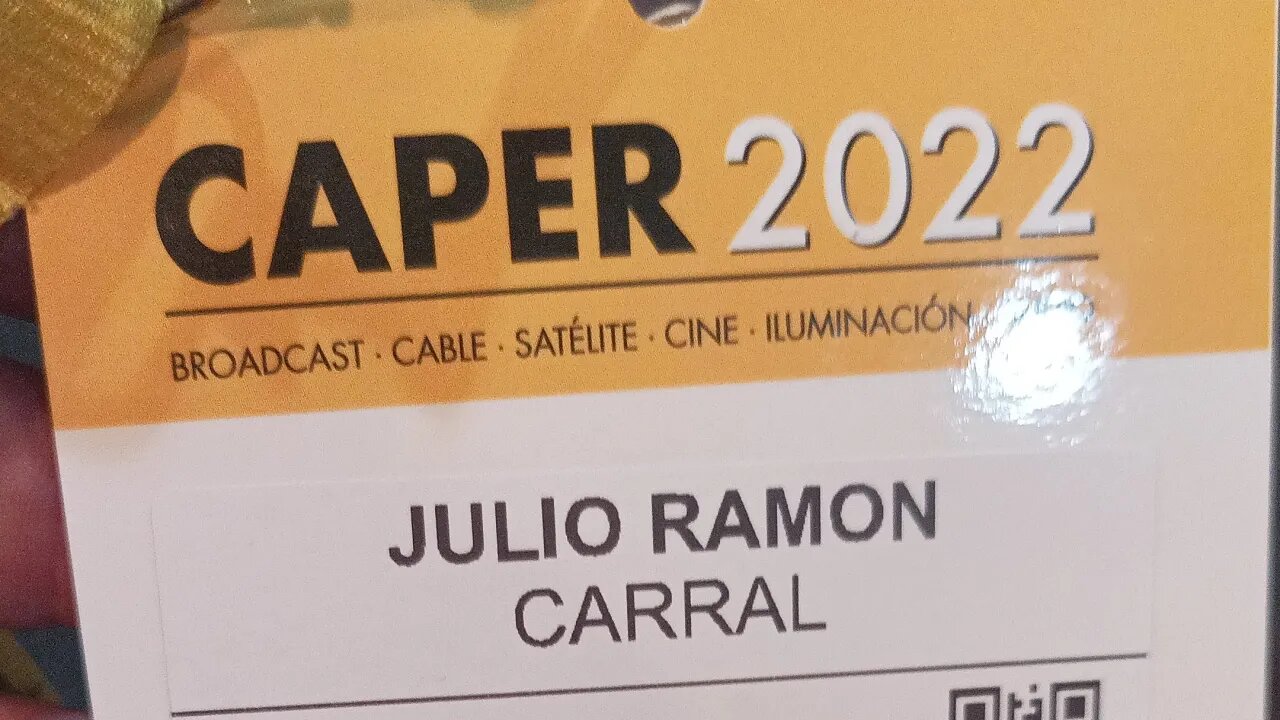 CAPER 2022
BROADCAST · CABLE · SATÉLITE · CINE · ILUMINACIÓN
JULIO RAMON
CARRAL